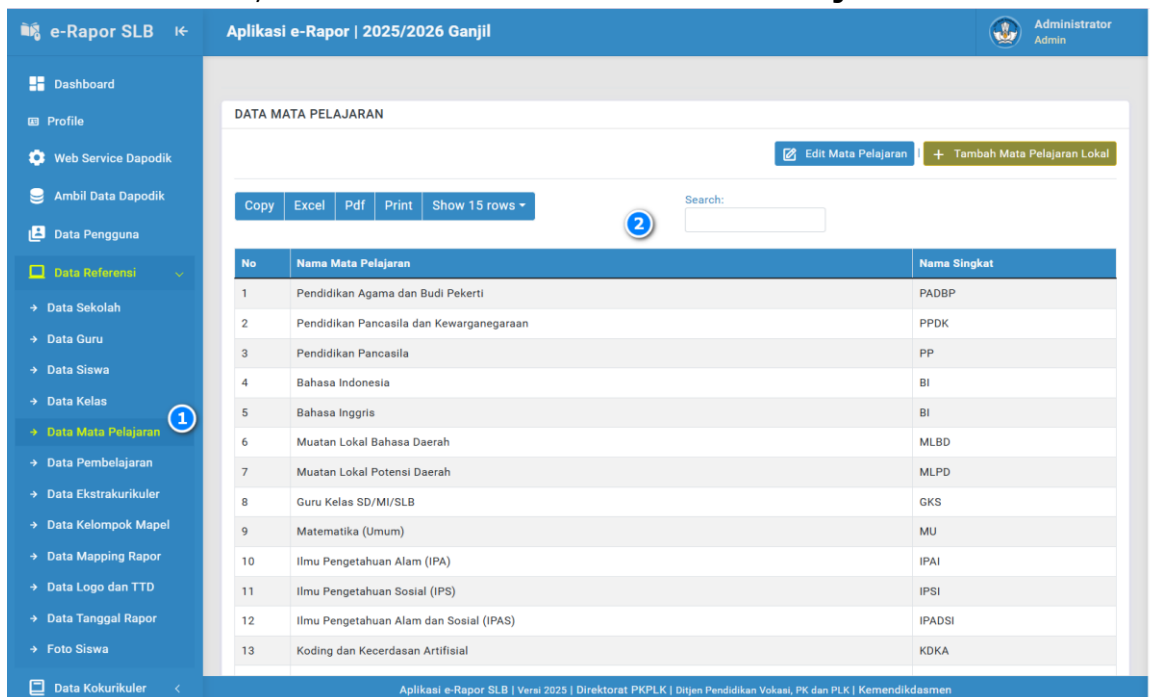 e-Rapor SLB
Aplikasi e-Rapor | 2025/2026 Ganjil
Administrator
Admin
Dashboard
Profile
Web Service Dapodik
Ambil Data Dapodik
Data Pengguna
Data Referensi
Data Sekolah
Data Guru
Data Siswa
Data Kelas
1
Data Mata Pelajaran
Data Pembelajaran
Data Ekstrakurikuler
Data Kelompok Mapel
Data Mapping Rapor
Data Logo dan TTD
Data Tanggal Rapor
Foto Siswa
Data Kokurikuler
DATA MATA PELAJARAN
Edit Mata Pelajaran | + Tambah Mata Pelajaran Lokal
Copy Excel Pdf Print Show 15 rows
2
Search:
No Nama Mata Pelajaran Nama Singkat
1 Pendidikan Agama dan Budi Pekerti PADBP
2 Pendidikan Pancasila dan Kewarganegaraan PPDK
3 Pendidikan Pancasila PP
4 Bahasa Indonesia BI
5 Bahasa Inggris BI
6 Muatan Lokal Bahasa Daerah MLBD
7 Muatan Lokal Potensi Daerah MLPD
8 Guru Kelas SD/MI/SLB GKS
9 Matematika (Umum) MU
10 Ilmu Pengetahuan Alam (IPA) IPAI
11 Ilmu Pengetahuan Sosial (IPS) IPSI
12 Ilmu Pengetahuan Alam dan Sosial (IPAS) IPADSI
13 Koding dan Kecerdasan Artifisial KDKA
Aplikasi e-Rapor SLB | Versi 2025 | Direktorat PKPLK | Ditjen Pendidikan Vokasi, PK dan PLK | Kemendikdasmen